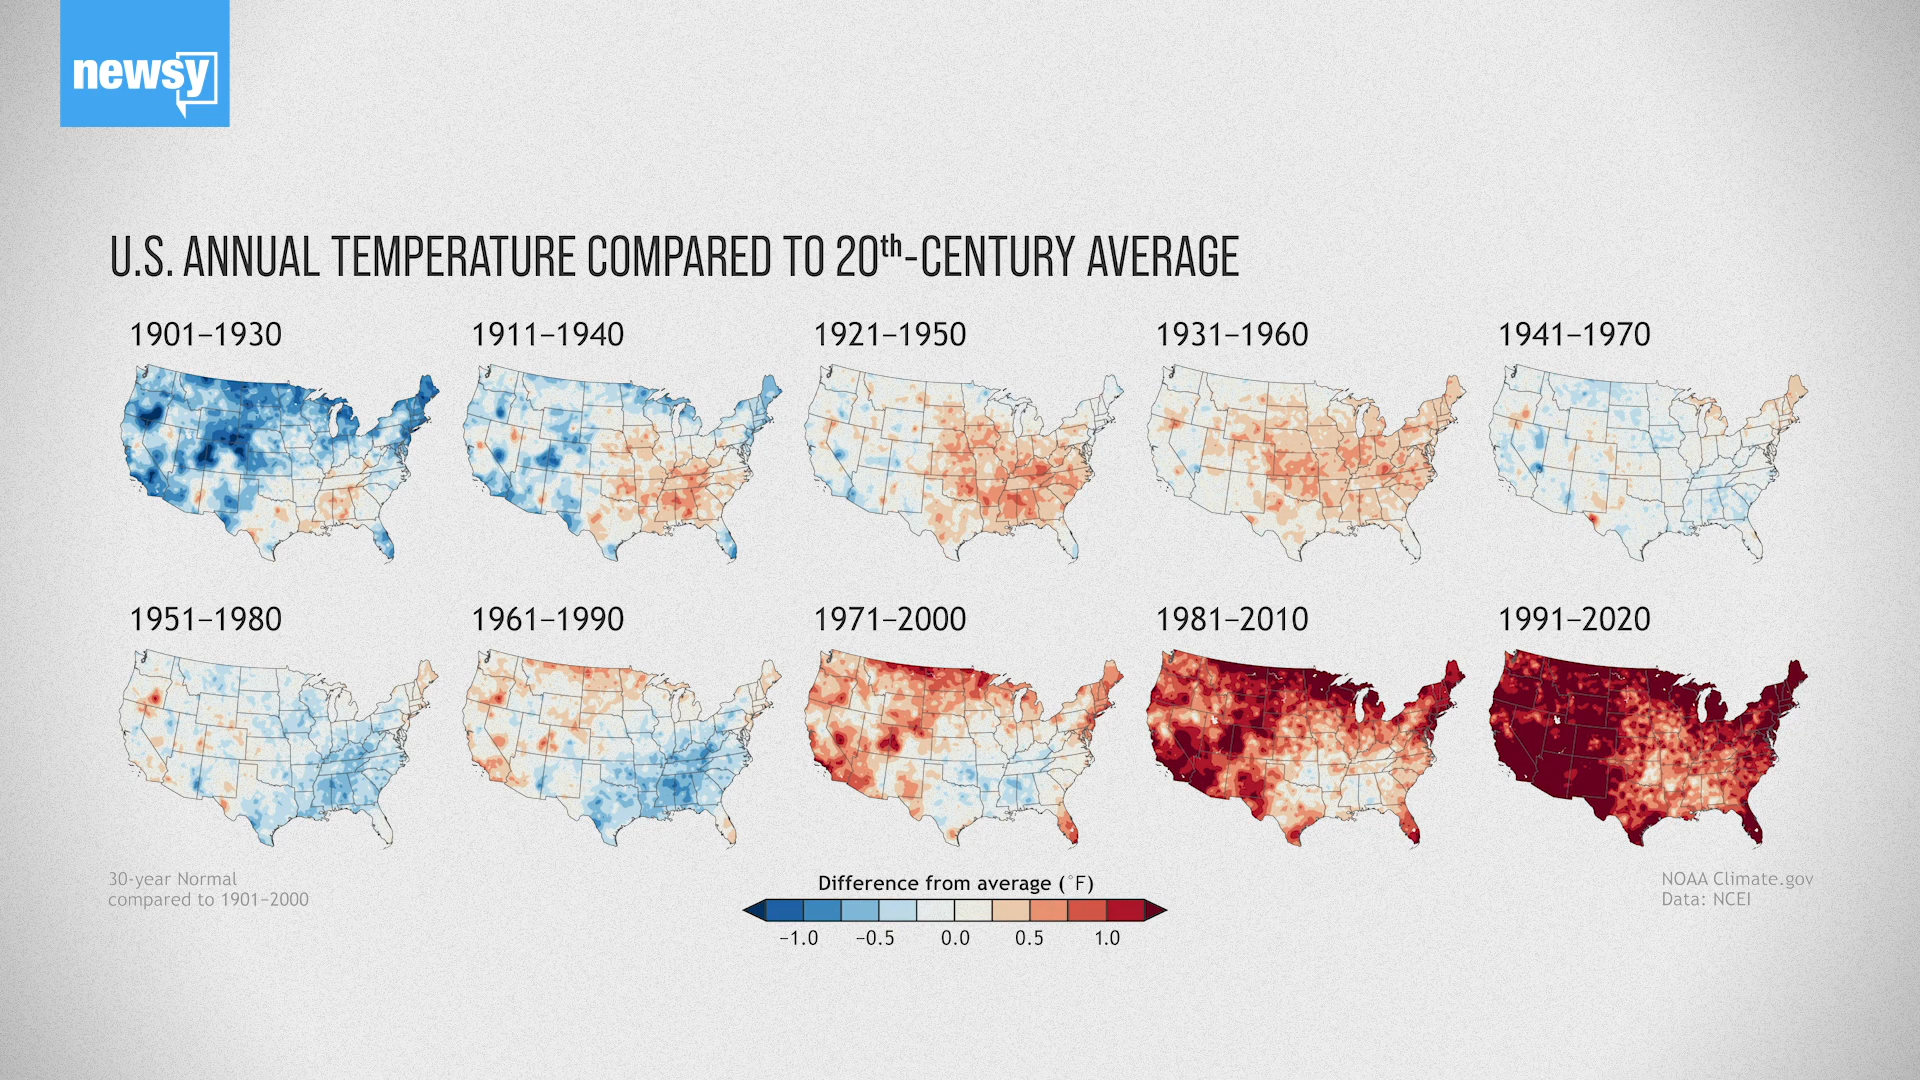 newsy
U.S. ANNUAL TEMPERATURE COMPARED TO 20th-CENTURY AVERAGE
1901–1930 1911–1940 1921–1950 1931–1960 1941–1970
1951–1980 1961–1990 1971–2000 1981–2010 1991–2020
30-year Normal
compared to 1901–2000
Difference from average (°F)
−1.0 −0.5 0.0 0.5 1.0
NOAA Climate.gov
Data: NCEI